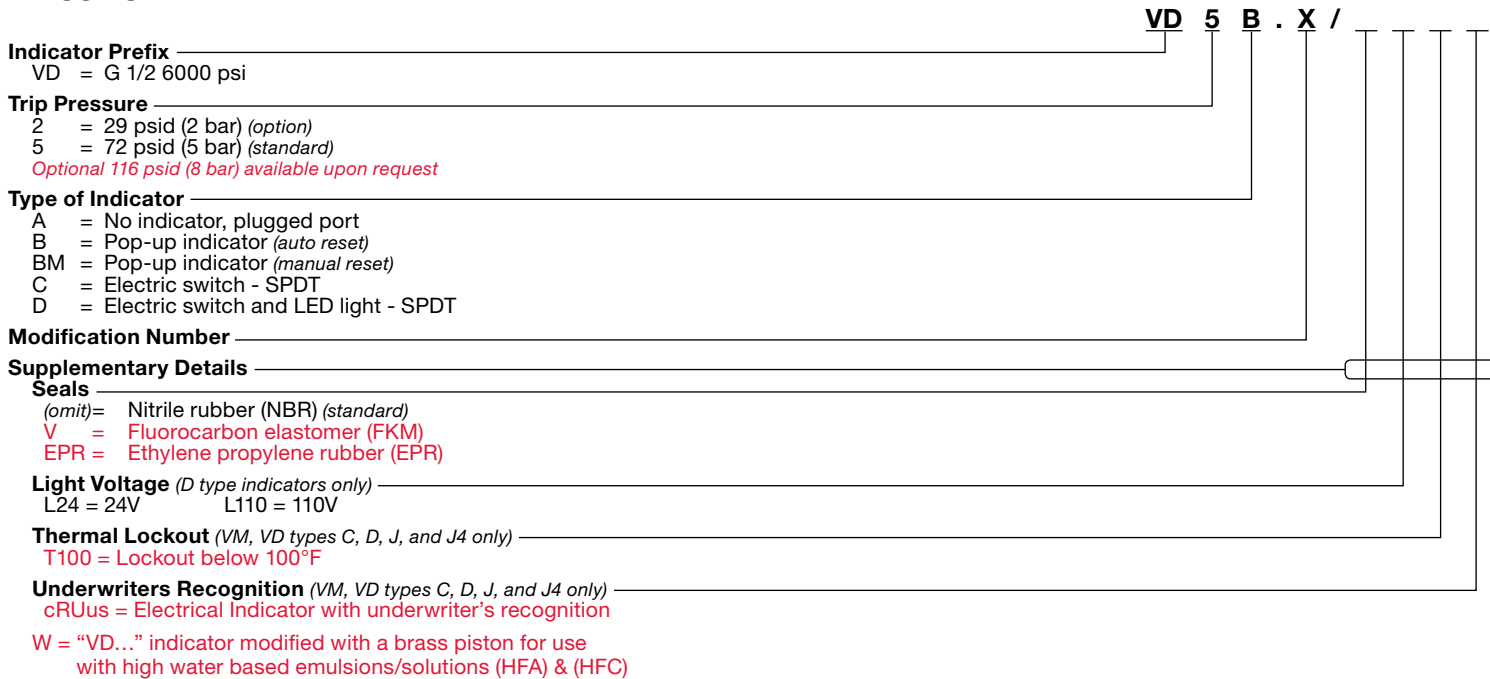 VD 5 B . X / _ _ _ _
Indicator Prefix
VD = G 1/2 6000 psi
Trip Pressure
2 = 29 psid (2 bar) (option)
5 = 72 psid (5 bar) (standard)
Optional 116 psid (8 bar) available upon request
Type of Indicator
A = No indicator, plugged port
B = Pop-up indicator (auto reset)
BM = Pop-up indicator (manual reset)
C = Electric switch - SPDT
D = Electric switch and LED light - SPDT
Modification Number
Supplementary Details
Seals
(omit)= Nitrile rubber (NBR) (standard)
V = Fluorocarbon elastomer (FKM)
EPR = Ethylene propylene rubber (EPR)
Light Voltage (D type indicators only)
L24 = 24V L110 = 110V
Thermal Lockout (VM, VD types C, D, J, and J4 only)
T100 = Lockout below 100°F
Underwriters Recognition (VM, VD types C, D, J, and J4 only)
cRUus = Electrical Indicator with underwriter’s recognition
W = “VD…” indicator modified with a brass piston for use
with high water based emulsions/solutions (HFA) & (HFC)